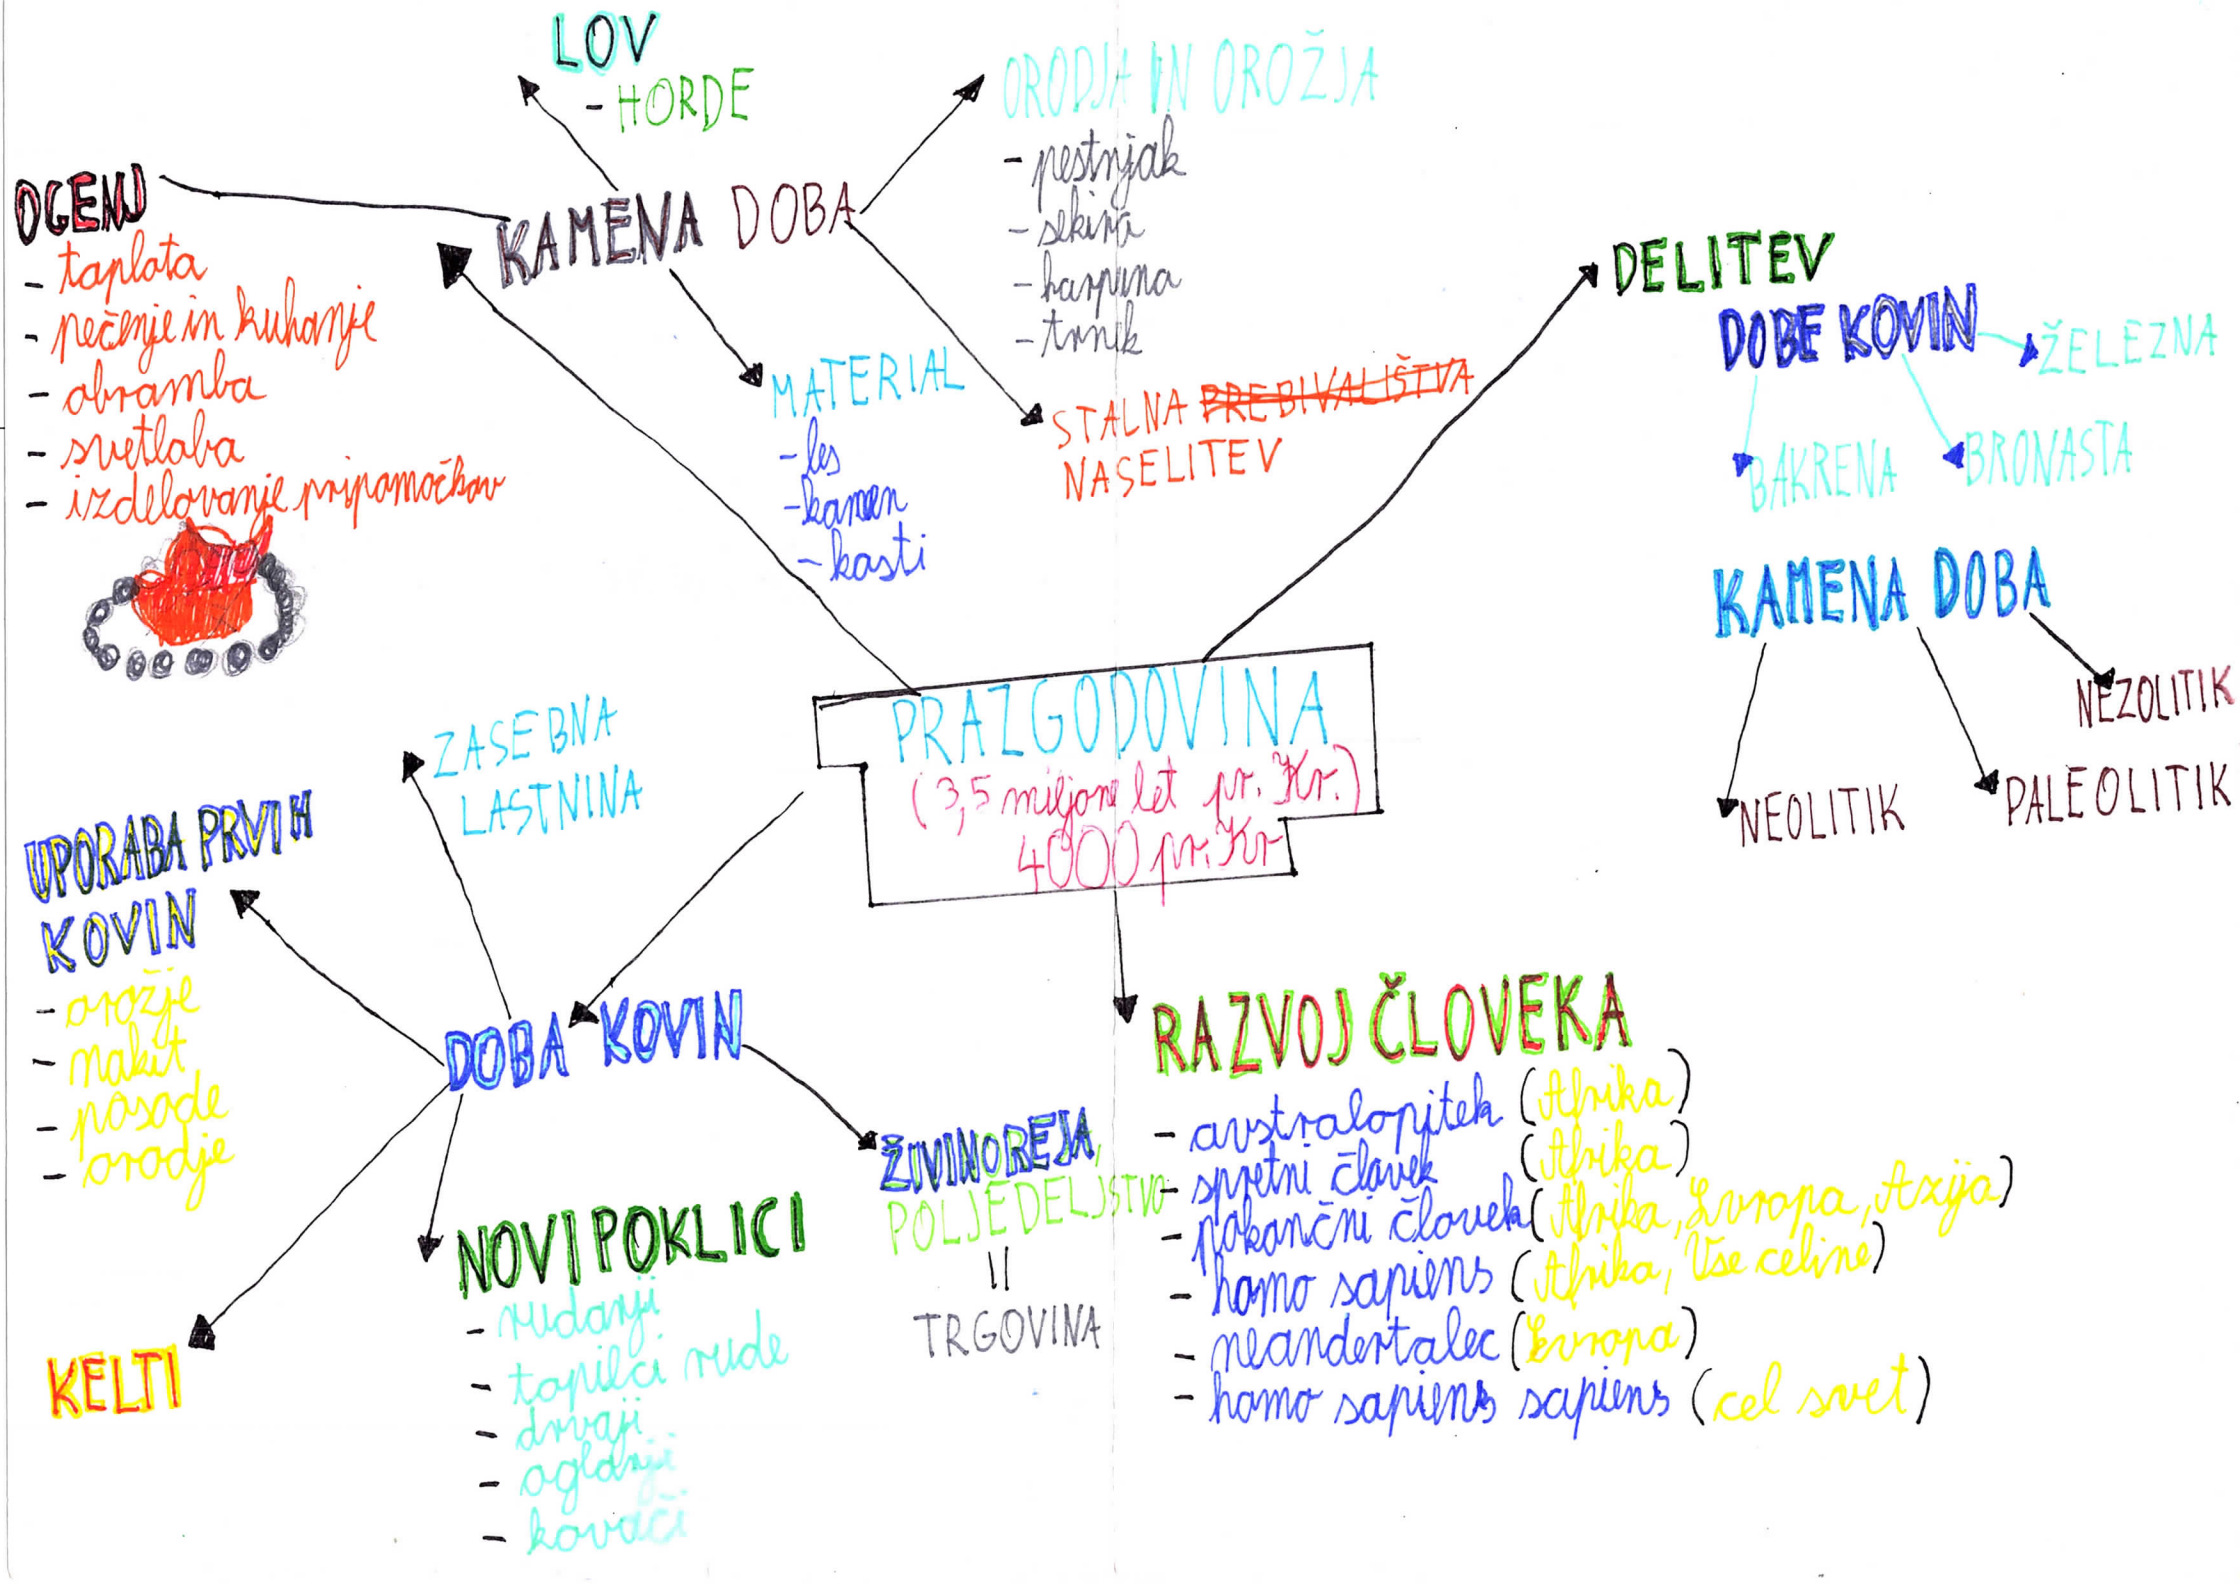 LOV
- HORDE
ORODJA IN OROŽJA
- pestnjak
- sekira
- harpuna
- trnek
OGENJ
- toplota
- pečenje in kuhanje
- obramba
- svetloba
- izdelovanje pripomočkov
KAMENA DOBA
MATERIAL
- les
- kamen
- kosti
STALNA PREBIVALIŠTVA
NASELITEV
DELITEV
DOBE KOVIN
ŽELEZNA
BAKRENA
BRONASTA
KAMENA DOBA
NEZOLITIK
NEOLITIK
PALEOLITIK
PRAZGODOVINA
(3,5 miljone let pr. Kr.)
4000 pr. Kr
ZASEBNA
LASTNINA
UPORABA PRVIH
KOVIN
- orožje
- nakit
- posode
- orodje
DOBA KOVIN
KELTI
NOVI POKLICI
- rudarji
- topilci rude
- drvarji
- oglarji
- kovači
ŽIVINOREJA,
POLJEDELJSTVO
=
TRGOVINA
RAZVOJ ČLOVEKA
- avstralopitek (Afrika)
- spretni človek (Afrika)
- pokončni človek (Afrika, Evropa, Azija)
- homo sapiens (Afrika, Vse celine)
- neandertalec (Evropa)
- homo sapiens sapiens (cel svet)